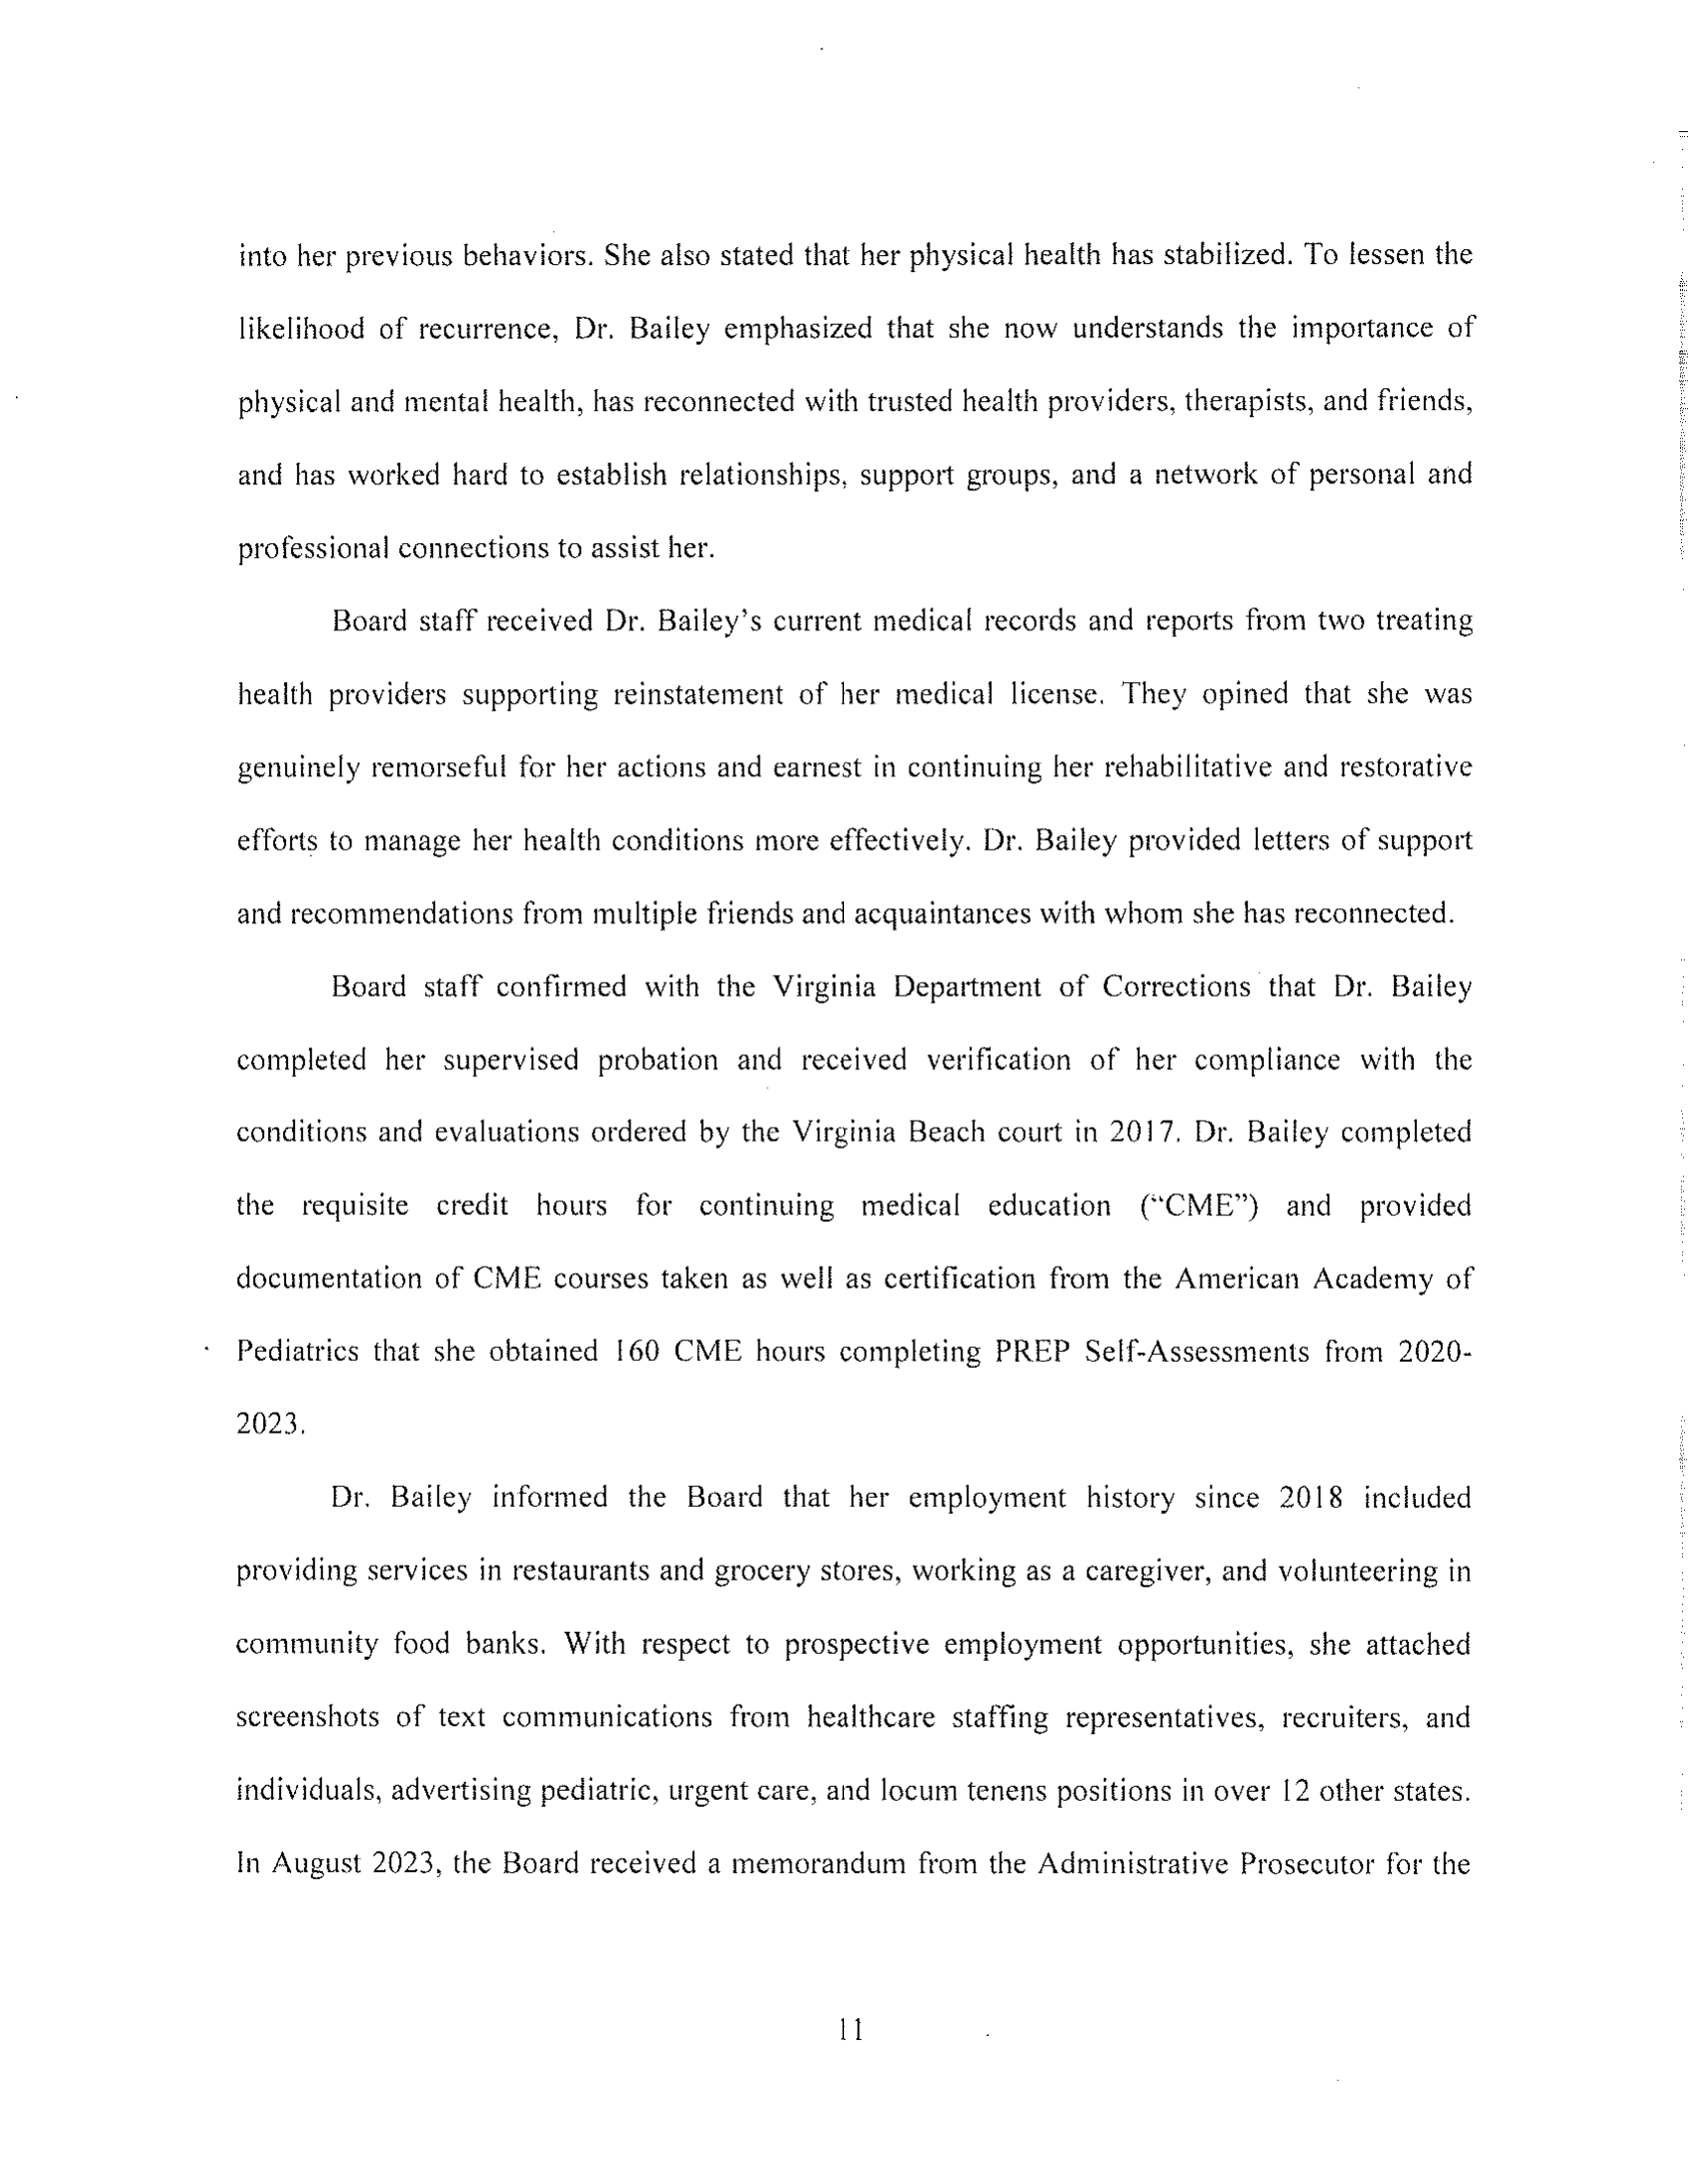 into her previous behaviors. She also stated that her physical health has stabilized. To lessen the
likelihood of recurrence, Dr. Bailey emphasized that she now understands the importance of
physical and mental health, has reconnected with trusted health providers, therapists, and friends,
and has worked hard to establish relationships, support groups, and a network of personal and
professional connections to assist her.
Board staff received Dr. Bailey's current medical records and reports from two treating
health providers supporting reinstatement of her medical license. They opined that she was
genuinely remorseful for her actions and earnest in continuing her rehabilitative and restorative
efforts to manage her health conditions more effectively. Dr. Bailey provided letters of support
and recommendations from multiple friends and acquaintances with whom she has reconnected.
Board staff confirmed with the Virginia Department of Corrections that Dr. Bailey
completed her supervised probation and received verification of her compliance with the
conditions and evaluations ordered by the Virginia Beach court in 2017. Dr. Bailey completed
the requisite credit hours for continuing medical education ("CME") and provided
documentation of CME courses taken as well as certification from the American Academy of
Pediatrics that she obtained 160 CME hours completing PREP Self-Assessments from 2020-
2023.
Dr. Bailey informed the Board that her employment history since 2018 included
providing services in restaurants and grocery stores, working as a caregiver, and volunteering in
community food banks. With respect to prospective employment opportunities, she attached
screenshots of text communications from healthcare staffing representatives, recruiters, and
individuals, advertising pediatric, urgent care, and locum tenens positions in over 12 other states.
In August 2023, the Board received a memorandum from the Administrative Prosecutor for the
11